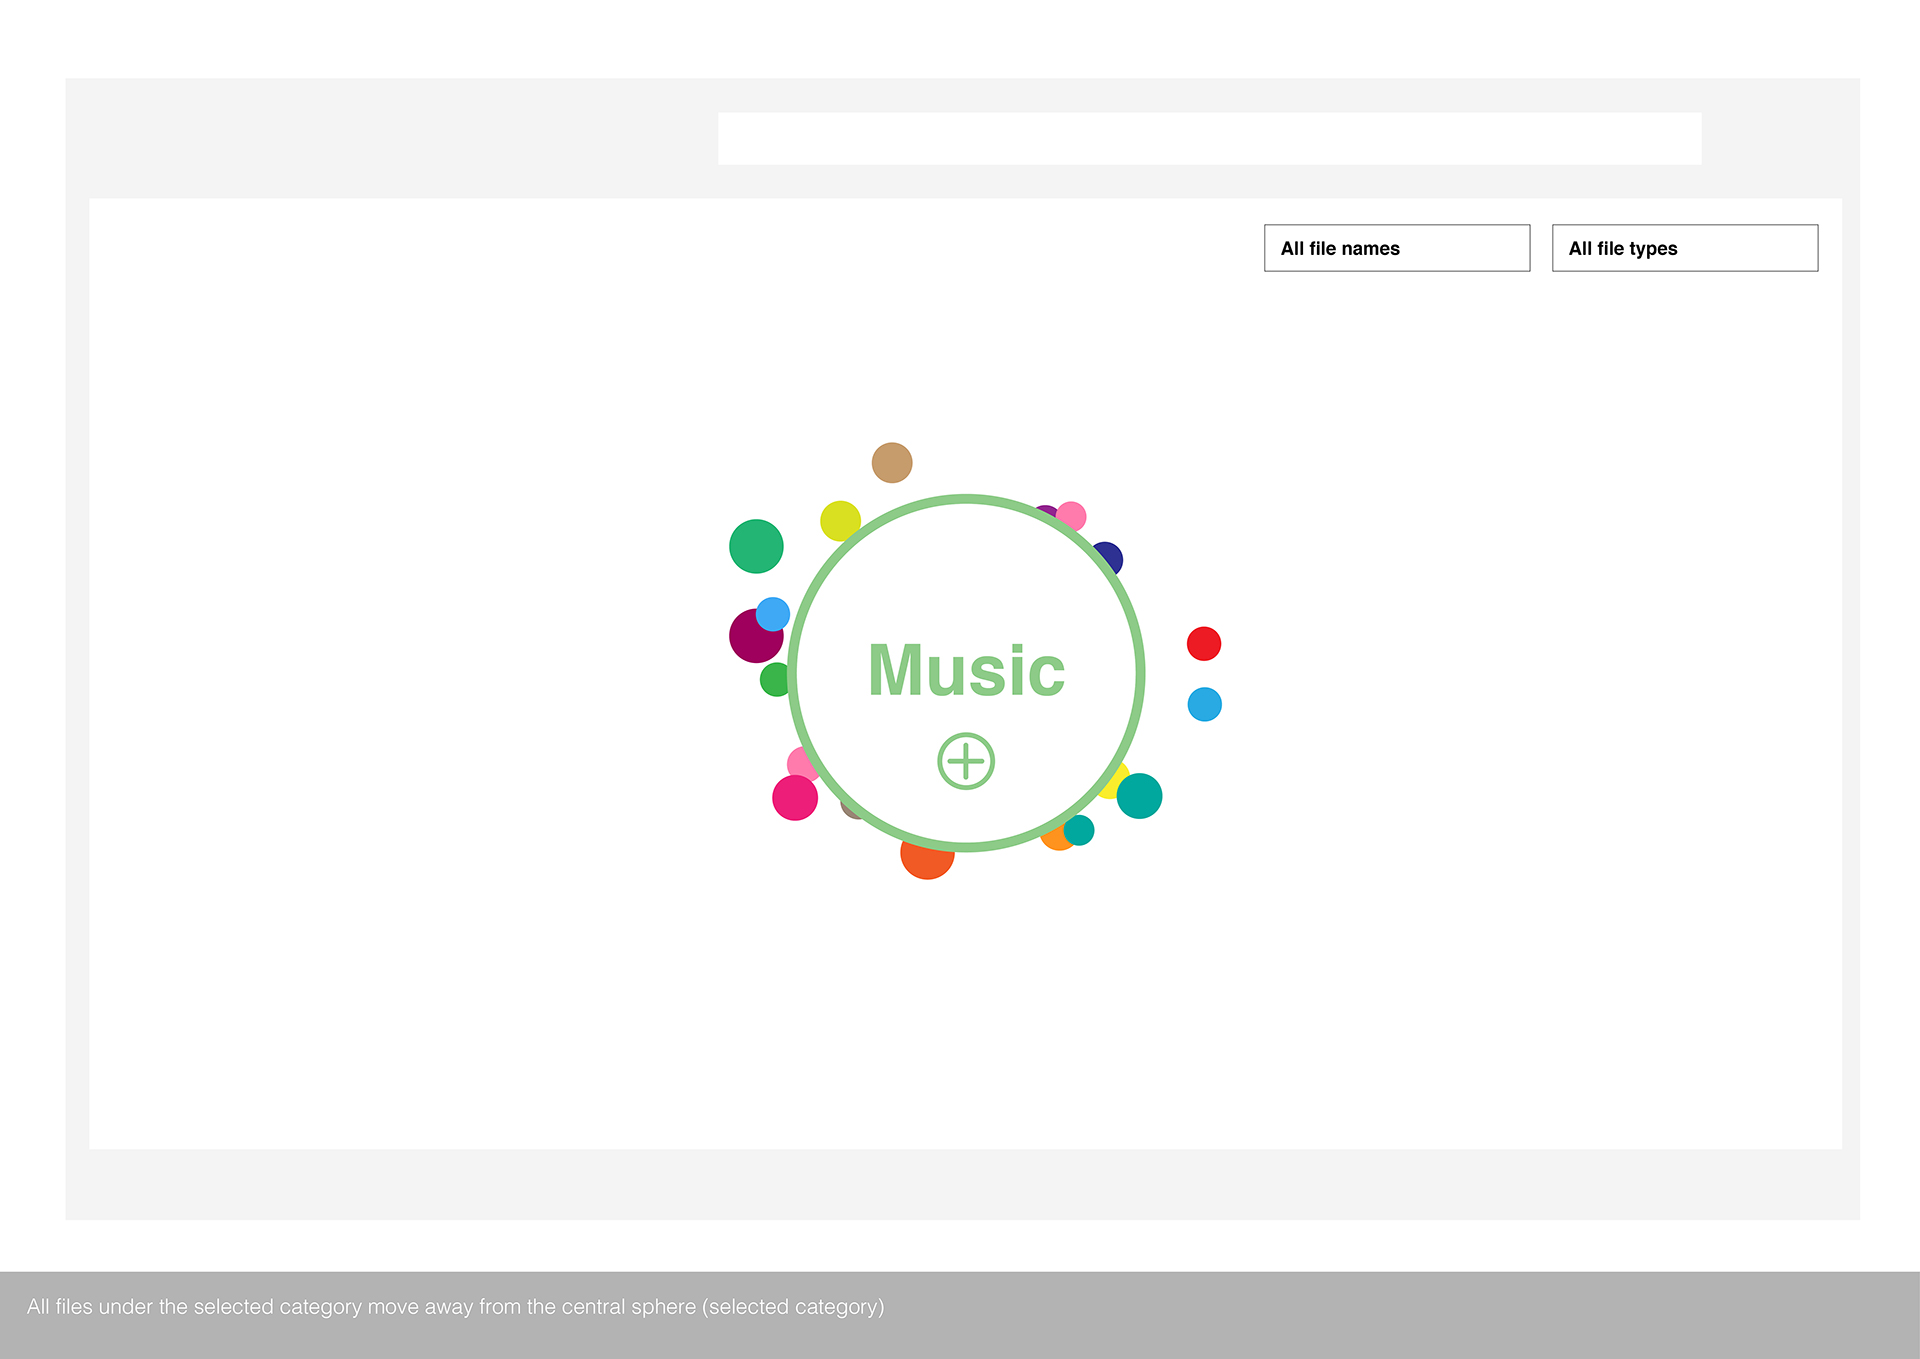 All file names
All file types
Music
All files under the selected category move away from the central sphere (selected category)